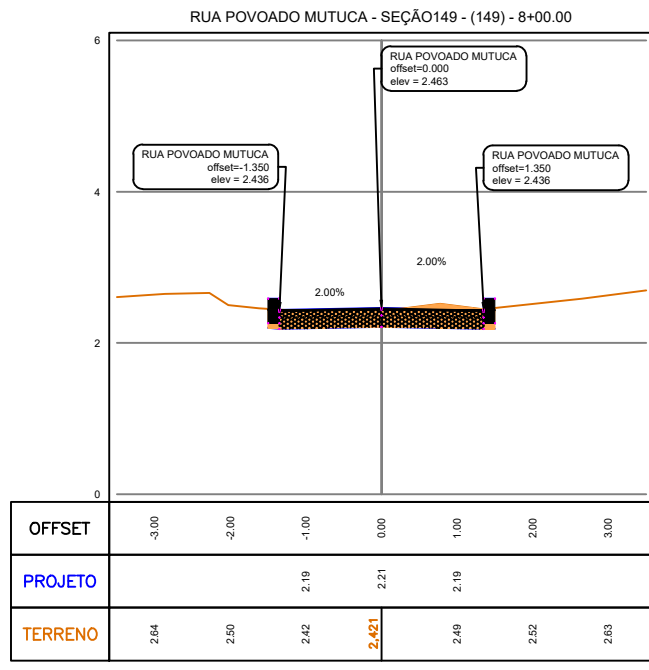 RUA POVOADO MUTUCA - SEÇÃO149 - (149) - 8+00.00
6
RUA POVOADO MUTUCA
offset=0.000
elev = 2.463
RUA POVOADO MUTUCA
offset=-1.350
elev = 2.436
RUA POVOADO MUTUCA
offset=1.350
elev = 2.436
4
2.00%
2.00%
2
0
OFFSET -3.00 -2.00 -1.00 0.00 1.00 2.00 3.00
PROJETO 2.19 2.21 2.19
TERRENO 2.64 2.50 2.42 2,421 2.49 2.52 2.63